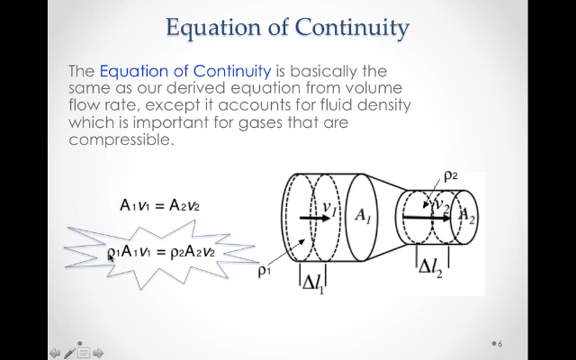 Equation of Continuity
The Equation of Continuity is basically the
same as our derived equation from volume
flow rate, except it accounts for fluid density
which is important for gases that are
compressible.
A₁v₁ = A₂v₂
ρ₁A₁v₁ = ρ₂A₂v₂
ρ2
v₁
A₁
v₂
A₂
ρ1
Δl₁
Δl₂
6